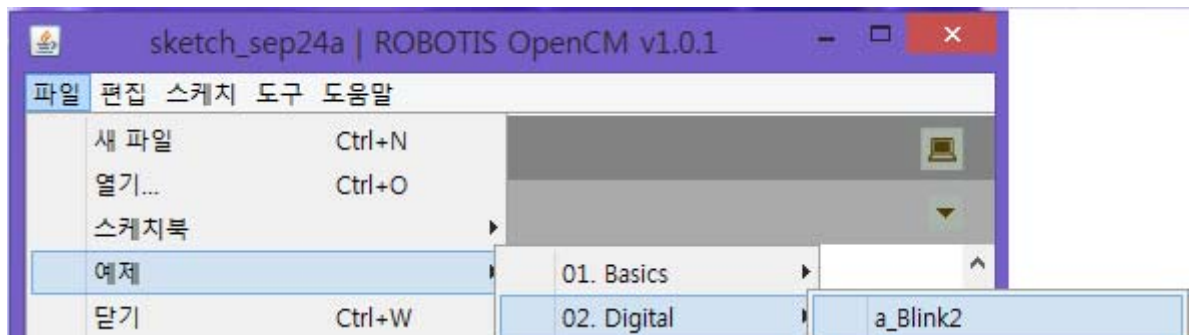 sketch_sep24a | ROBOTIS OpenCM v1.0.1
파일 편집 스케치 도구 도움말
새 파일 Ctrl+N
열기... Ctrl+O
스케치북
예제 01. Basics
닫기 Ctrl+W 02. Digital a_Blink2